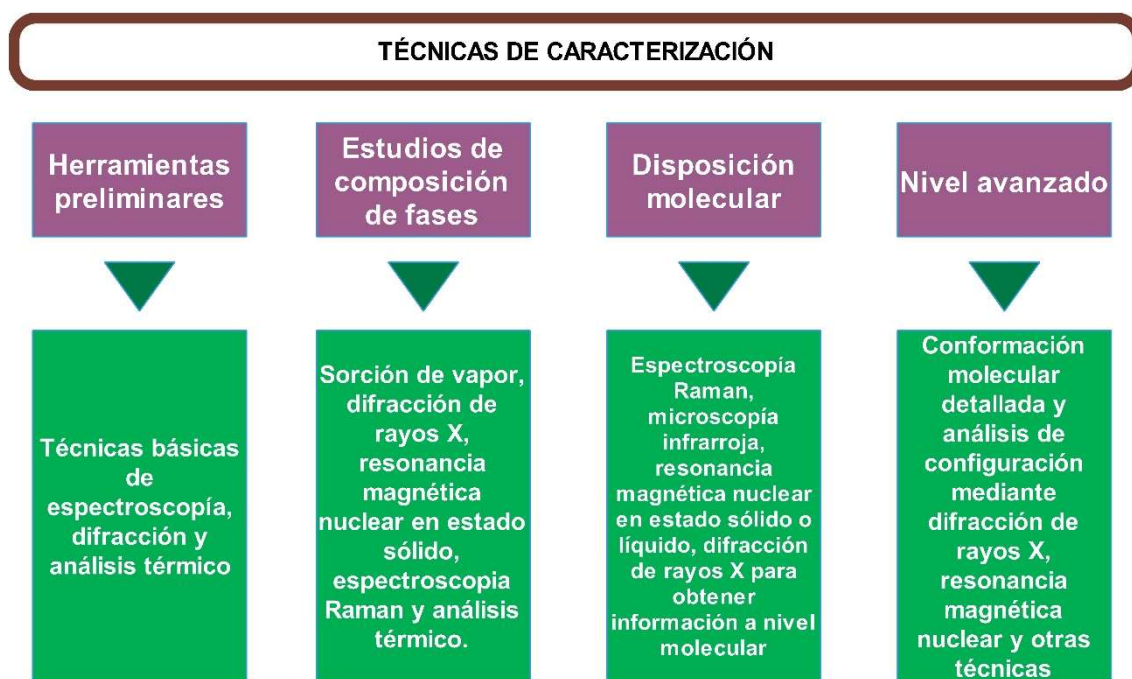 TÉCNICAS DE CARACTERIZACIÓN
Herramientas
preliminares
Estudios de
composición
de fases
Disposición
molecular
Nivel avanzado
Técnicas básicas
de
espectroscopía,
difracción y
análisis térmico
Sorción de vapor,
difracción de
rayos X,
resonancia
magnética
nuclear en estado
sólido,
espectroscopia
Raman y análisis
térmico.
Espectroscopía
Raman,
microscopía
infrarroja,
resonancia
magnética nuclear
en estado sólido o
líquido, difracción
de rayos X para
obtener
información a nivel
molecular
Conformación
molecular
detallada y
análisis de
configuración
mediante
difracción de
rayos X,
resonancia
magnética
nuclear y otras
técnicas